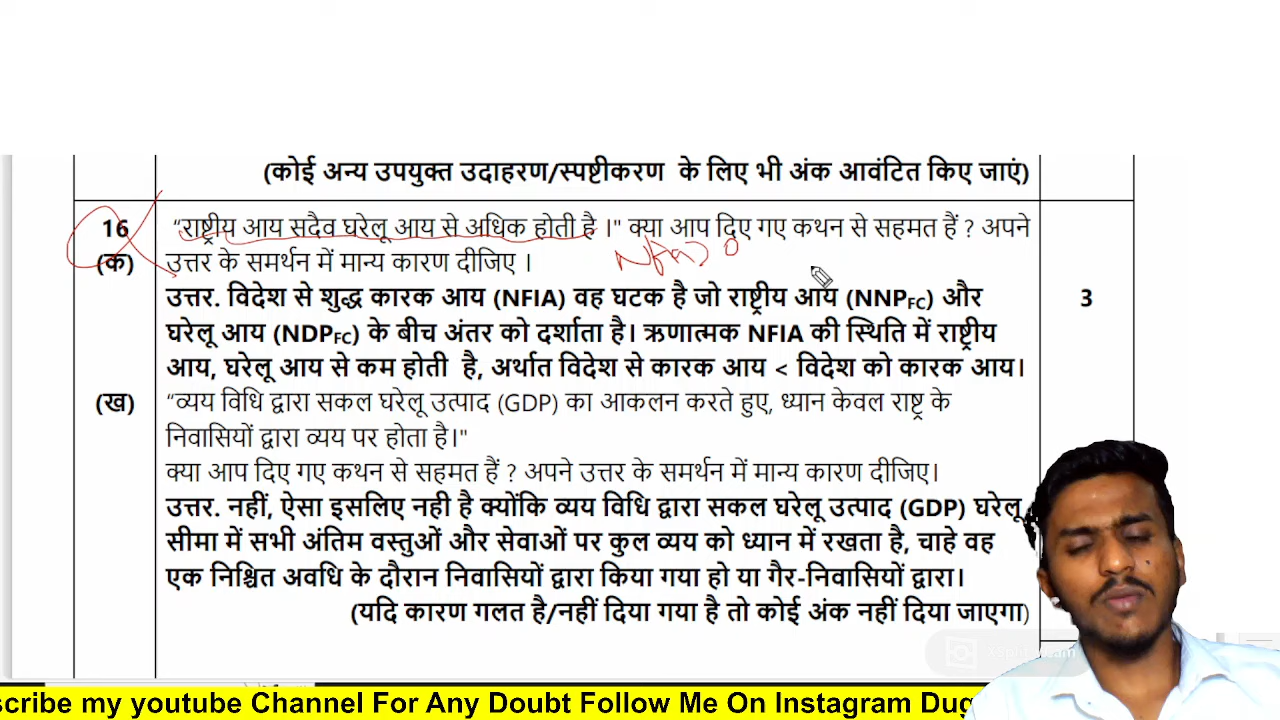 (कोई अन्य उपयुक्त उदाहरण/स्पष्टीकरण के लिए भी अंक आवंटित किए जाएं)
16 "राष्ट्रीय आय सदैव घरेलू आय से अधिक होती है ।" क्या आप दिए गए कथन से सहमत हैं ? अपने
(क) उत्तर के समर्थन में मान्य कारण दीजिए । NFIA > 0
उत्तर. विदेश से शुद्ध कारक आय (NFIA) वह घटक है जो राष्ट्रीय आय (NNPFC) और 3
घरेलू आय (NDPFC) के बीच अंतर को दर्शाता है। ऋणात्मक NFIA की स्थिति में राष्ट्रीय
आय, घरेलू आय से कम होती है, अर्थात विदेश से कारक आय < विदेश को कारक आय।
(ख) "व्यय विधि द्वारा सकल घरेलू उत्पाद (GDP) का आकलन करते हुए, ध्यान केवल राष्ट्र के
निवासियों द्वारा व्यय पर होता है।"
क्या आप दिए गए कथन से सहमत हैं ? अपने उत्तर के समर्थन में मान्य कारण दीजिए।
उत्तर. नहीं, ऐसा इसलिए नही है क्योंकि व्यय विधि द्वारा सकल घरेलू उत्पाद (GDP) घरेलू
सीमा में सभी अंतिम वस्तुओं और सेवाओं पर कुल व्यय को ध्यान में रखता है, चाहे वह
एक निश्चित अवधि के दौरान निवासियों द्वारा किया गया हो या गैर-निवासियों द्वारा।
(यदि कारण गलत है/नहीं दिया गया है तो कोई अंक नहीं दिया जाएगा)
scribe my youtube Channel For Any Doubt Follow Me On Instagram Dug